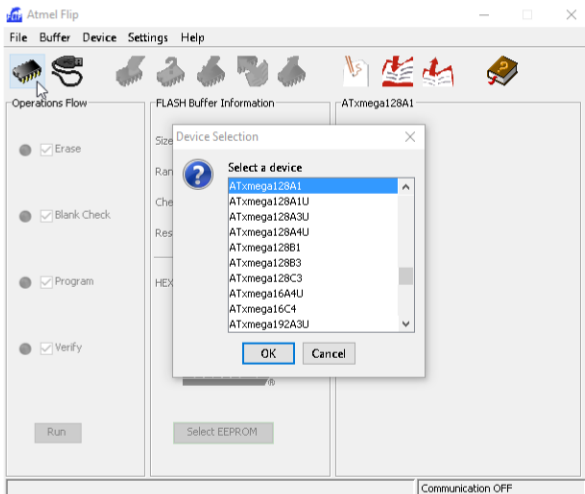 Atmel Flip
File Buffer Device Settings Help
Operations Flow
FLASH Buffer Information
ATxmega128A1
Erase
Blank Check
Program
Verify
Run
Size
Ran
Che
Res
HEX
Device Selection
Select a device
ATxmega128A1
ATxmega128A1U
ATxmega128A3U
ATxmega128A4U
ATxmega128B1
ATxmega128B3
ATxmega128C3
ATxmega16A4U
ATxmega16C4
ATxmega192A3U
OK Cancel
®
Select EEPROM
Communication OFF